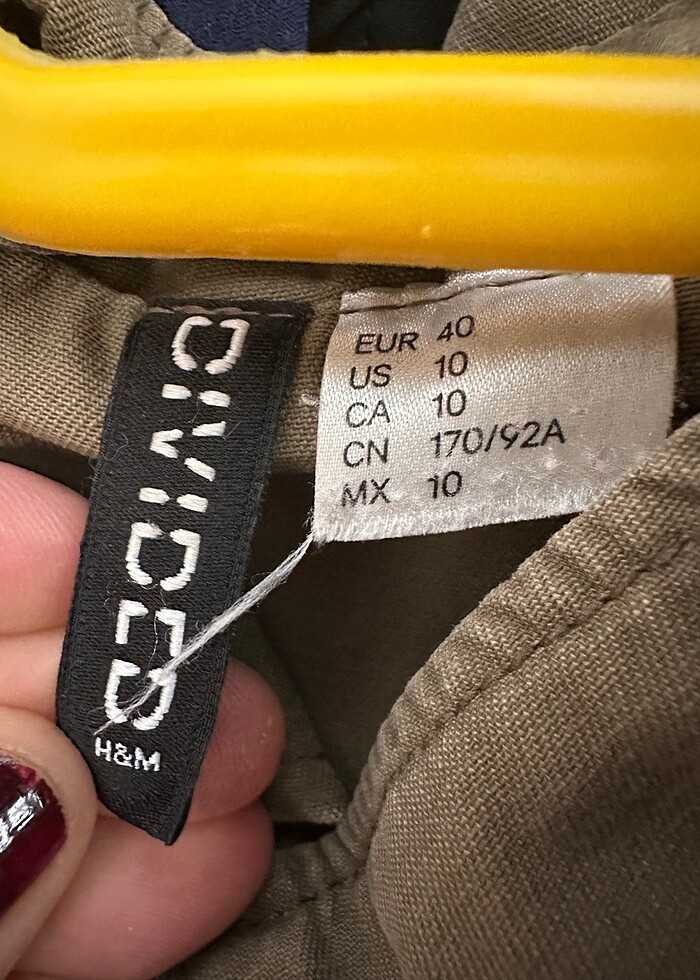 DIVIDED
H&M
EUR 40
US 10
CA 10
CN 170/92A
MX 10